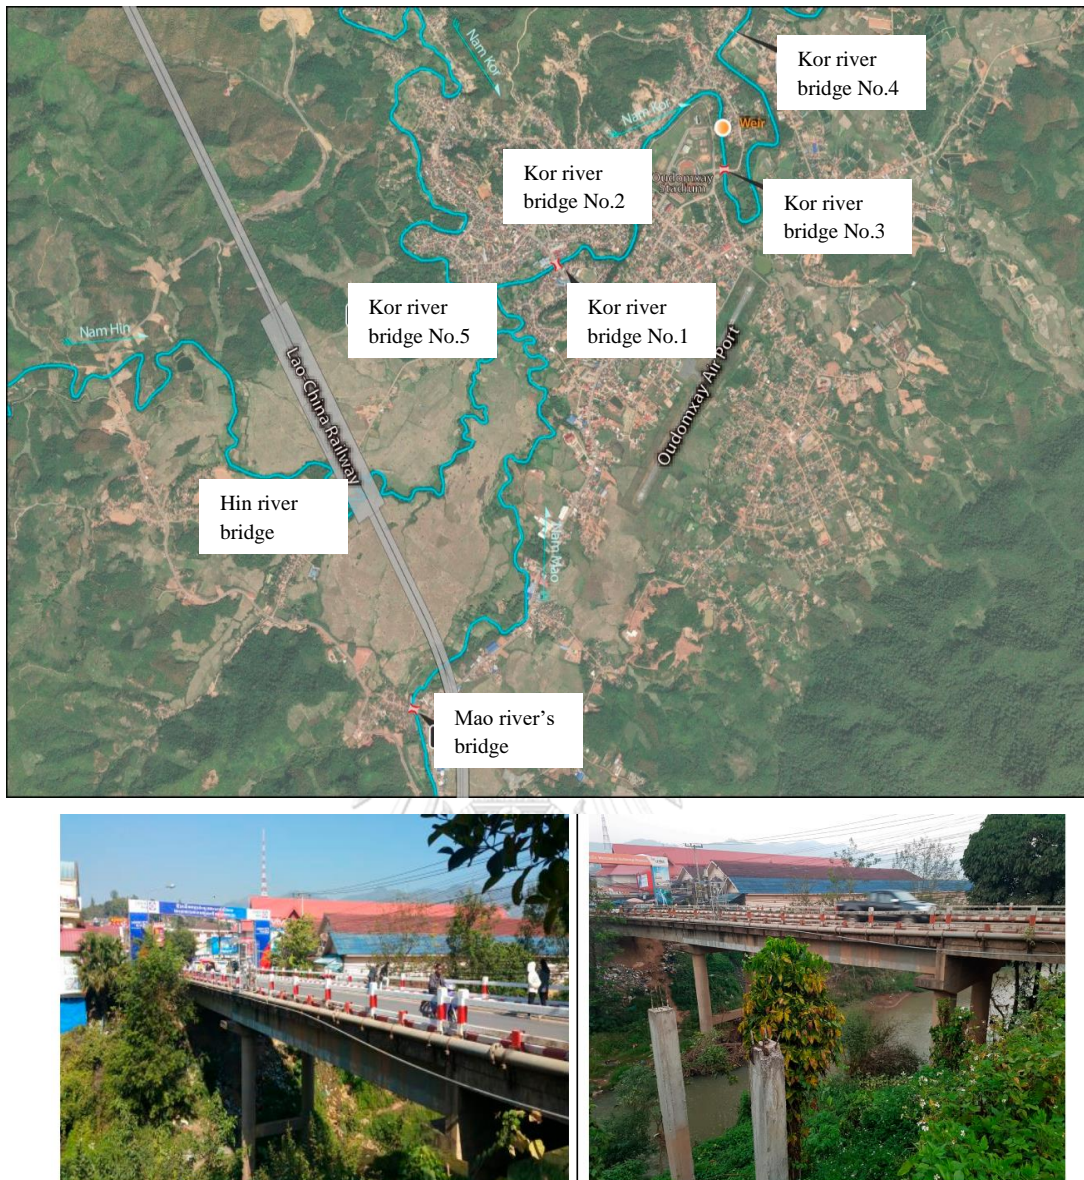 Nam Kor
Kor river
bridge No.4
Nam Kor
Weir
Kor river
bridge No.2
Oudomxay
Stadium
Kor river
bridge No.3
Kor river
bridge No.5
Kor river
bridge No.1
Nam Hin
Lao-China Railway
Oudomxay Air Port
Hin river
bridge
Nam Mao
Mao river's
bridge